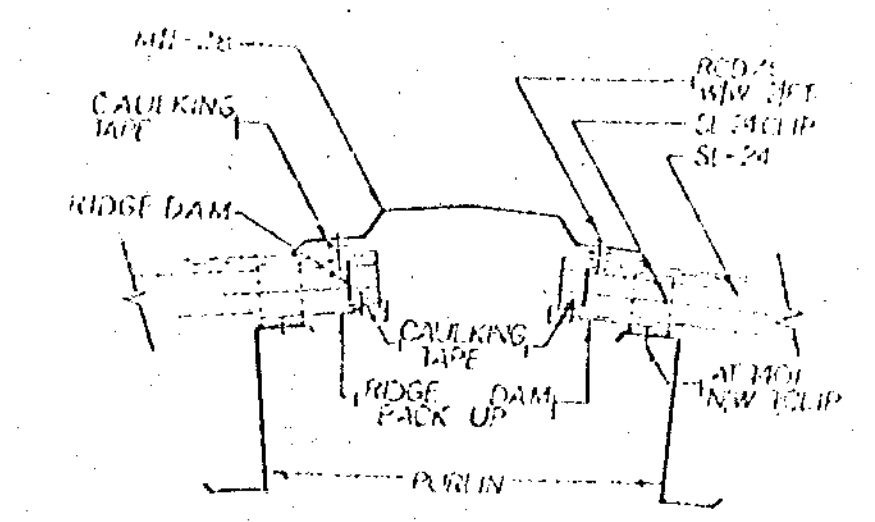 CAULKING
TAPE
SL-24 CLIP
SL-24
RIDGE DAM
CAULKING
TAPE
RIDGE DAM
BACK UP
PURLIN